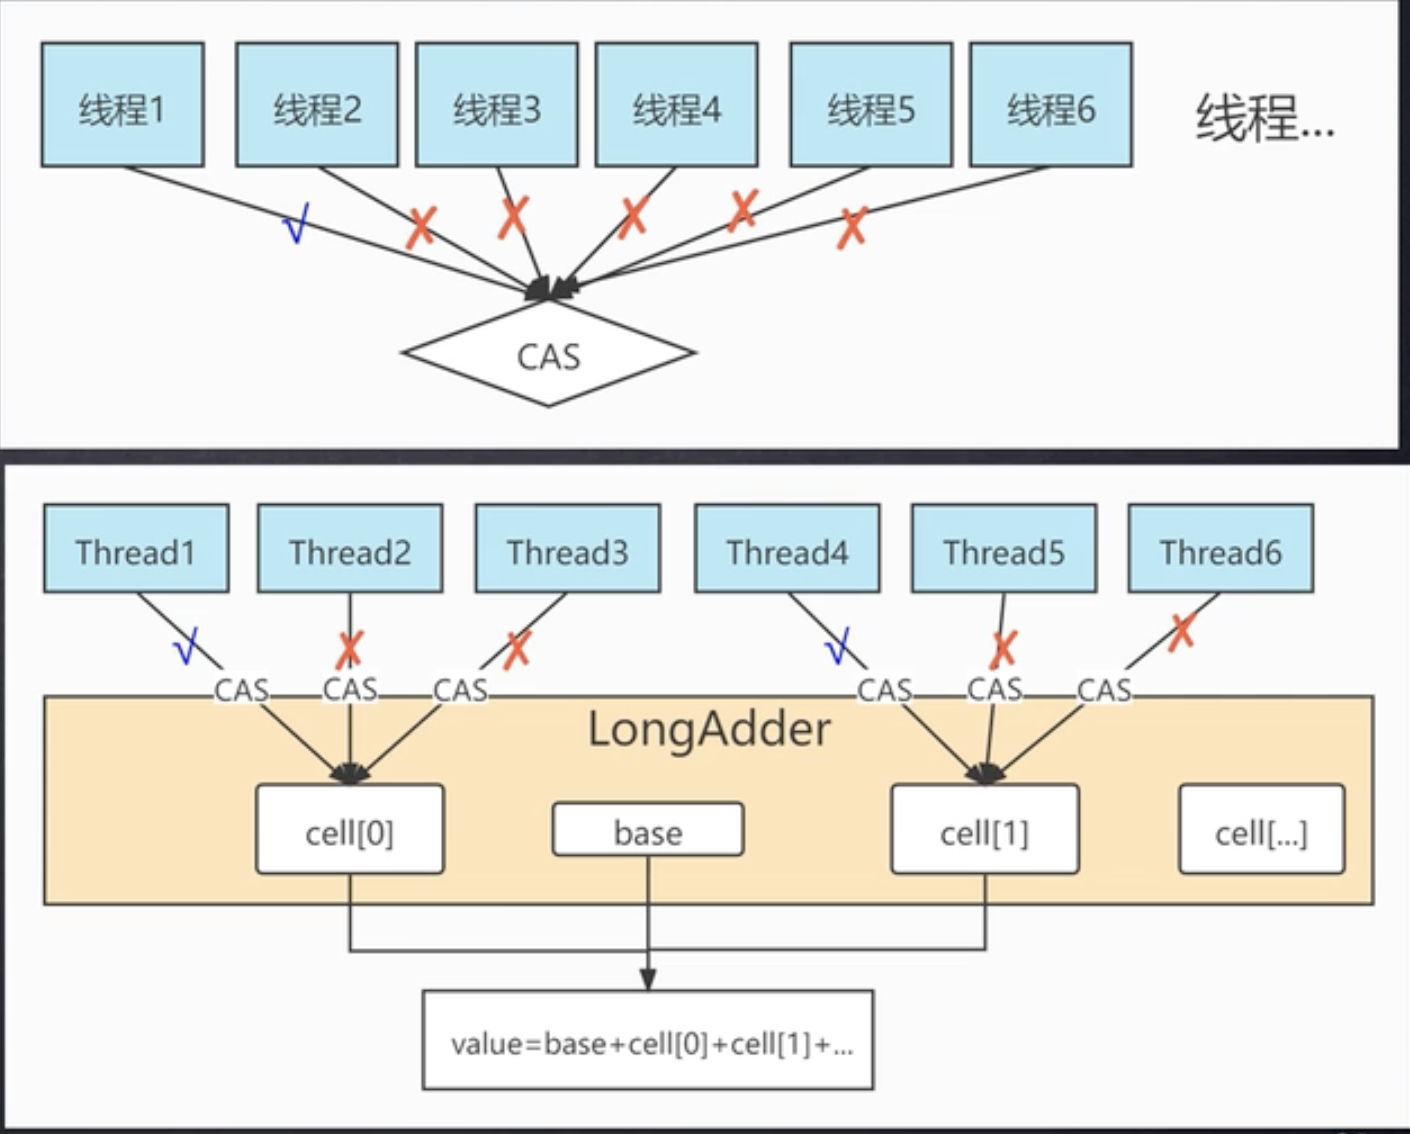 线程1
线程2
线程3
线程4
线程5
线程6
线程...
CAS
Thread1
Thread2
Thread3
Thread4
Thread5
Thread6
CAS
CAS
CAS
CAS
CAS
CAS
LongAdder
cell[0]
base
cell[1]
cell[...]
value=base+cell[0]+cell[1]+...